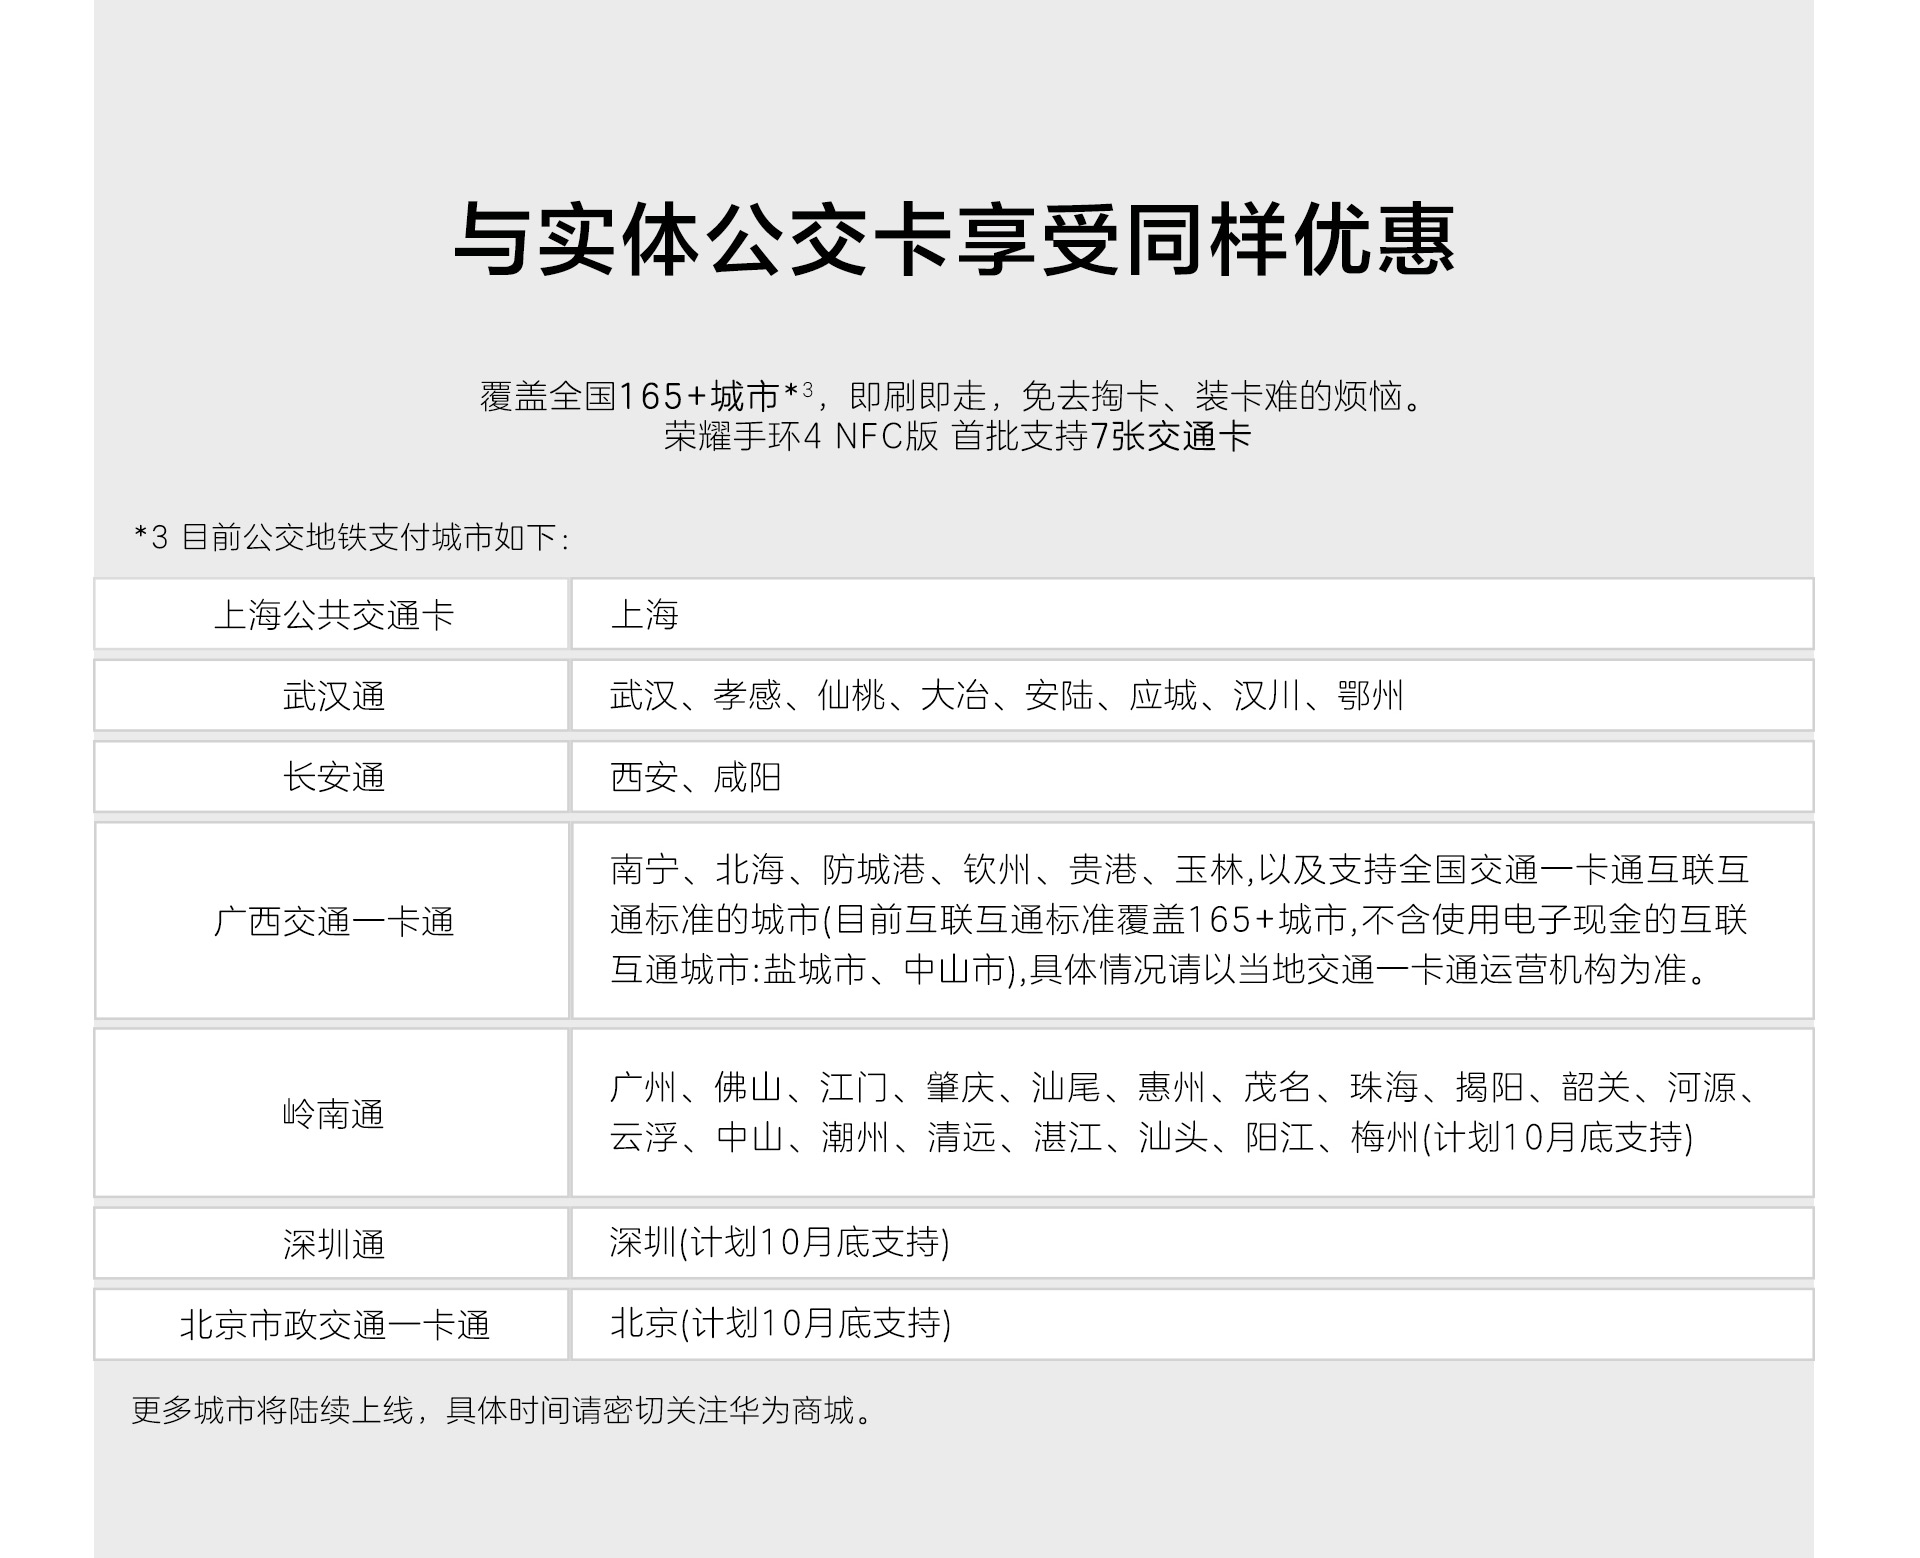 与实体公交卡享受同样优惠
覆盖全国165+城市*3，即刷即走，免去掏卡、装卡难的烦恼。
荣耀手环4 NFC版 首批支持7张交通卡
*3 目前公交地铁支付城市如下：
上海公共交通卡
上海
武汉通
武汉、孝感、仙桃、大冶、安陆、应城、汉川、鄂州
长安通
西安、咸阳
广西交通一卡通
南宁、北海、防城港、钦州、贵港、玉林,以及支持全国交通一卡通互联互
通标准的城市(目前互联互通标准覆盖165+城市,不含使用电子现金的互联
互通城市:盐城市、中山市),具体情况请以当地交通一卡通运营机构为准。
岭南通
广州、佛山、江门、肇庆、汕尾、惠州、茂名、珠海、揭阳、韶关、河源、
云浮、中山、潮州、清远、湛江、汕头、阳江、梅州(计划10月底支持)
深圳通
深圳(计划10月底支持)
北京市政交通一卡通
北京(计划10月底支持)
更多城市将陆续上线，具体时间请密切关注华为商城。